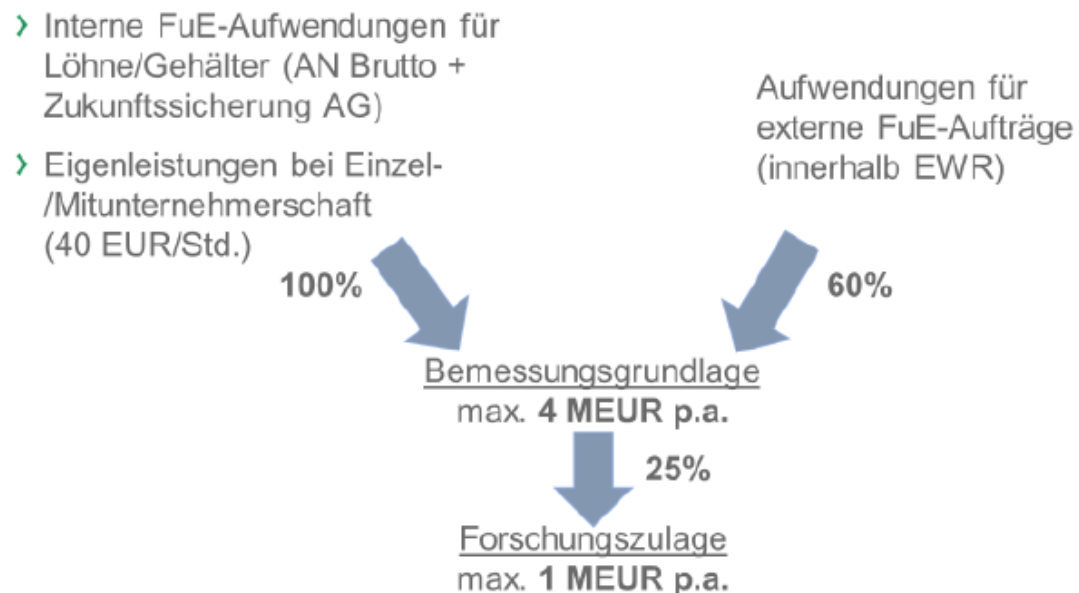 › Interne FuE-Aufwendungen für
Löhne/Gehälter (AN Brutto +
Zukunftssicherung AG)
› Eigenleistungen bei Einzel-
/Mitunternehmerschaft
(40 EUR/Std.)
Aufwendungen für
externe FuE-Aufträge
(innerhalb EWR)
100%
60%
Bemessungsgrundlage
max. 4 MEUR p.a.
25%
Forschungszulage
max. 1 MEUR p.a.